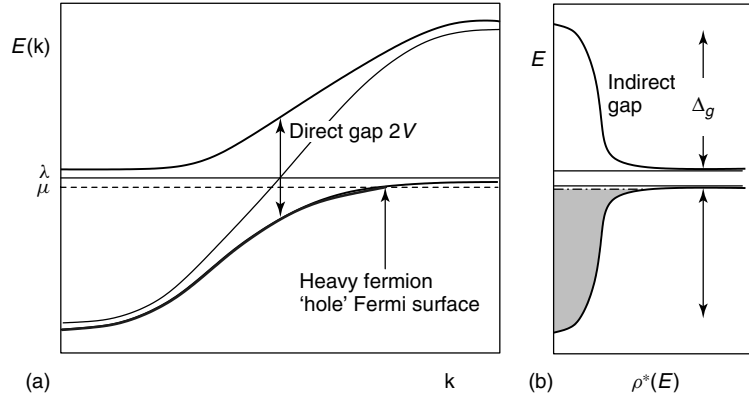 E(k)
λ
μ
Direct gap 2V
Heavy fermion
‘hole’ Fermi surface
(a)
k
E
Indirect
gap
Δg
(b)
ρ*(E)